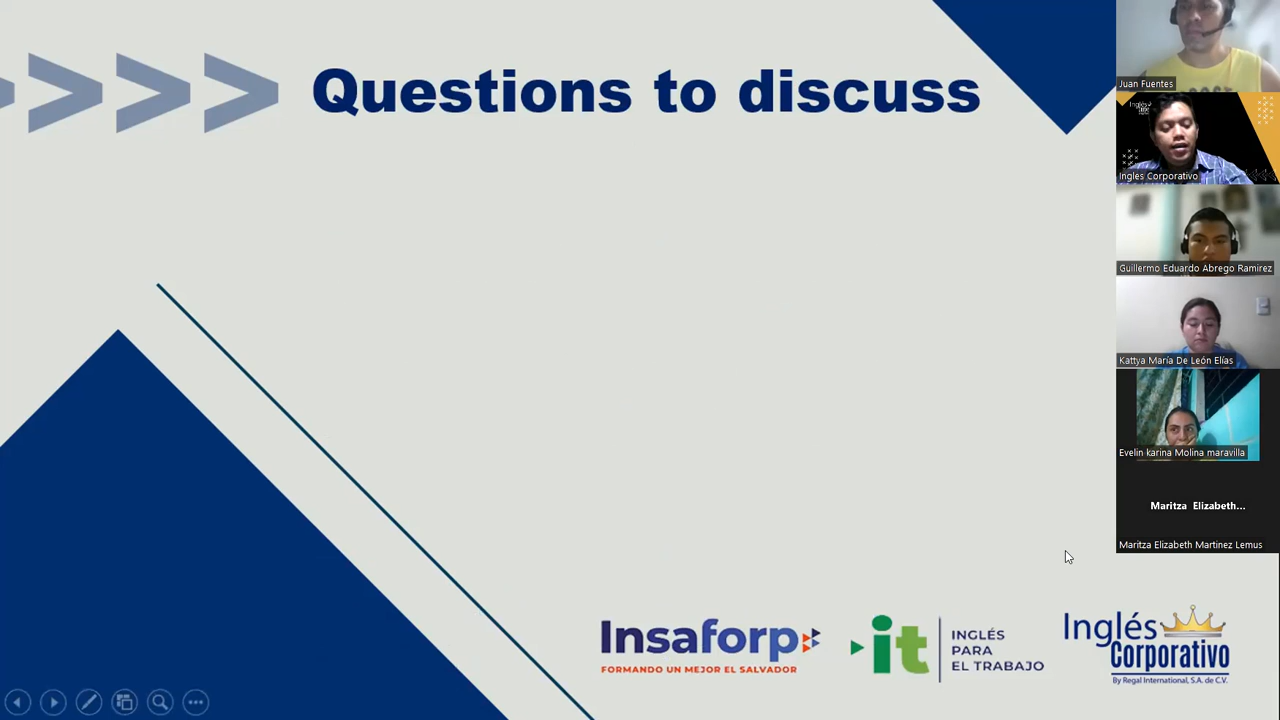 Questions to discuss
Juan Fuentes
Ingles Corporativo
Guillermo Eduardo Abrego Ramirez
Kattya María De León Elías
Evelin karina Molina maravilla
Maritza Elizabeth...
Maritza Elizabeth Martinez Lemus
Insaforp
FORMANDO UN MEJOR EL SALVADOR
it
INGLÉS
PARA
EL TRABAJO
Inglés
Corporativo
By Regal International, S.A. de C.V.